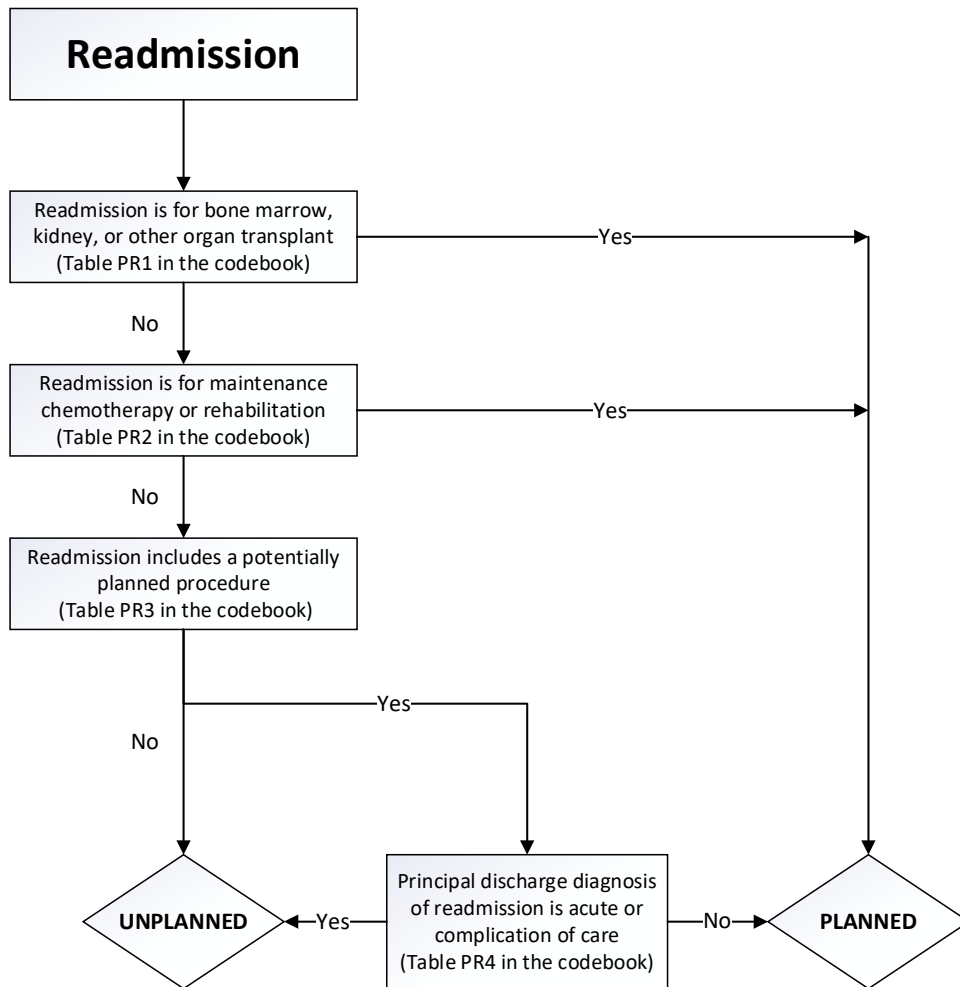 Readmission
Readmission is for bone marrow,
kidney, or other organ transplant
(Table PR1 in the codebook)
Yes
No
Readmission is for maintenance
chemotherapy or rehabilitation
(Table PR2 in the codebook)
Yes
No
Readmission includes a potentially
planned procedure
(Table PR3 in the codebook)
Yes
No
UNPLANNED
Yes
Principal discharge diagnosis
of readmission is acute or
complication of care
(Table PR4 in the codebook)
No
PLANNED